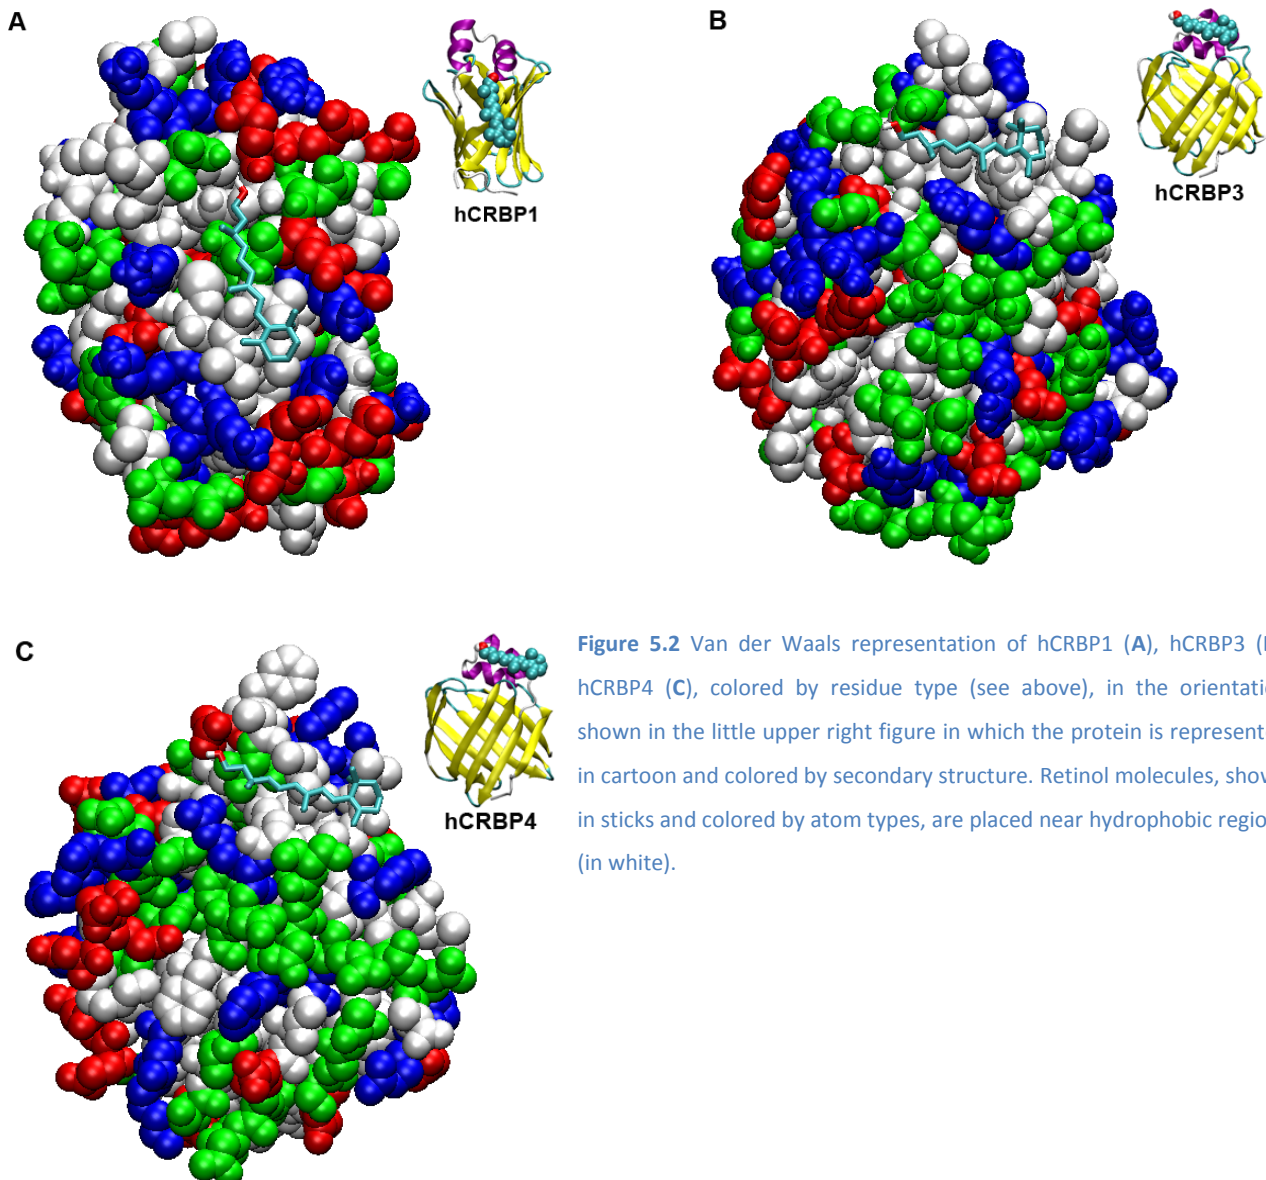 A
hCRBP1
B
hCRBP3
C
hCRBP4
Figure 5.2 Van der Waals representation of hCRBP1 (A), hCRBP3 (
hCRBP4 (C), colored by residue type (see above), in the
shown in the little upper right figure in which the protein is
in cartoon and colored by secondary structure. Retinol molecules,
in sticks and colored by atom types, are placed near hydrophobic
(in white).